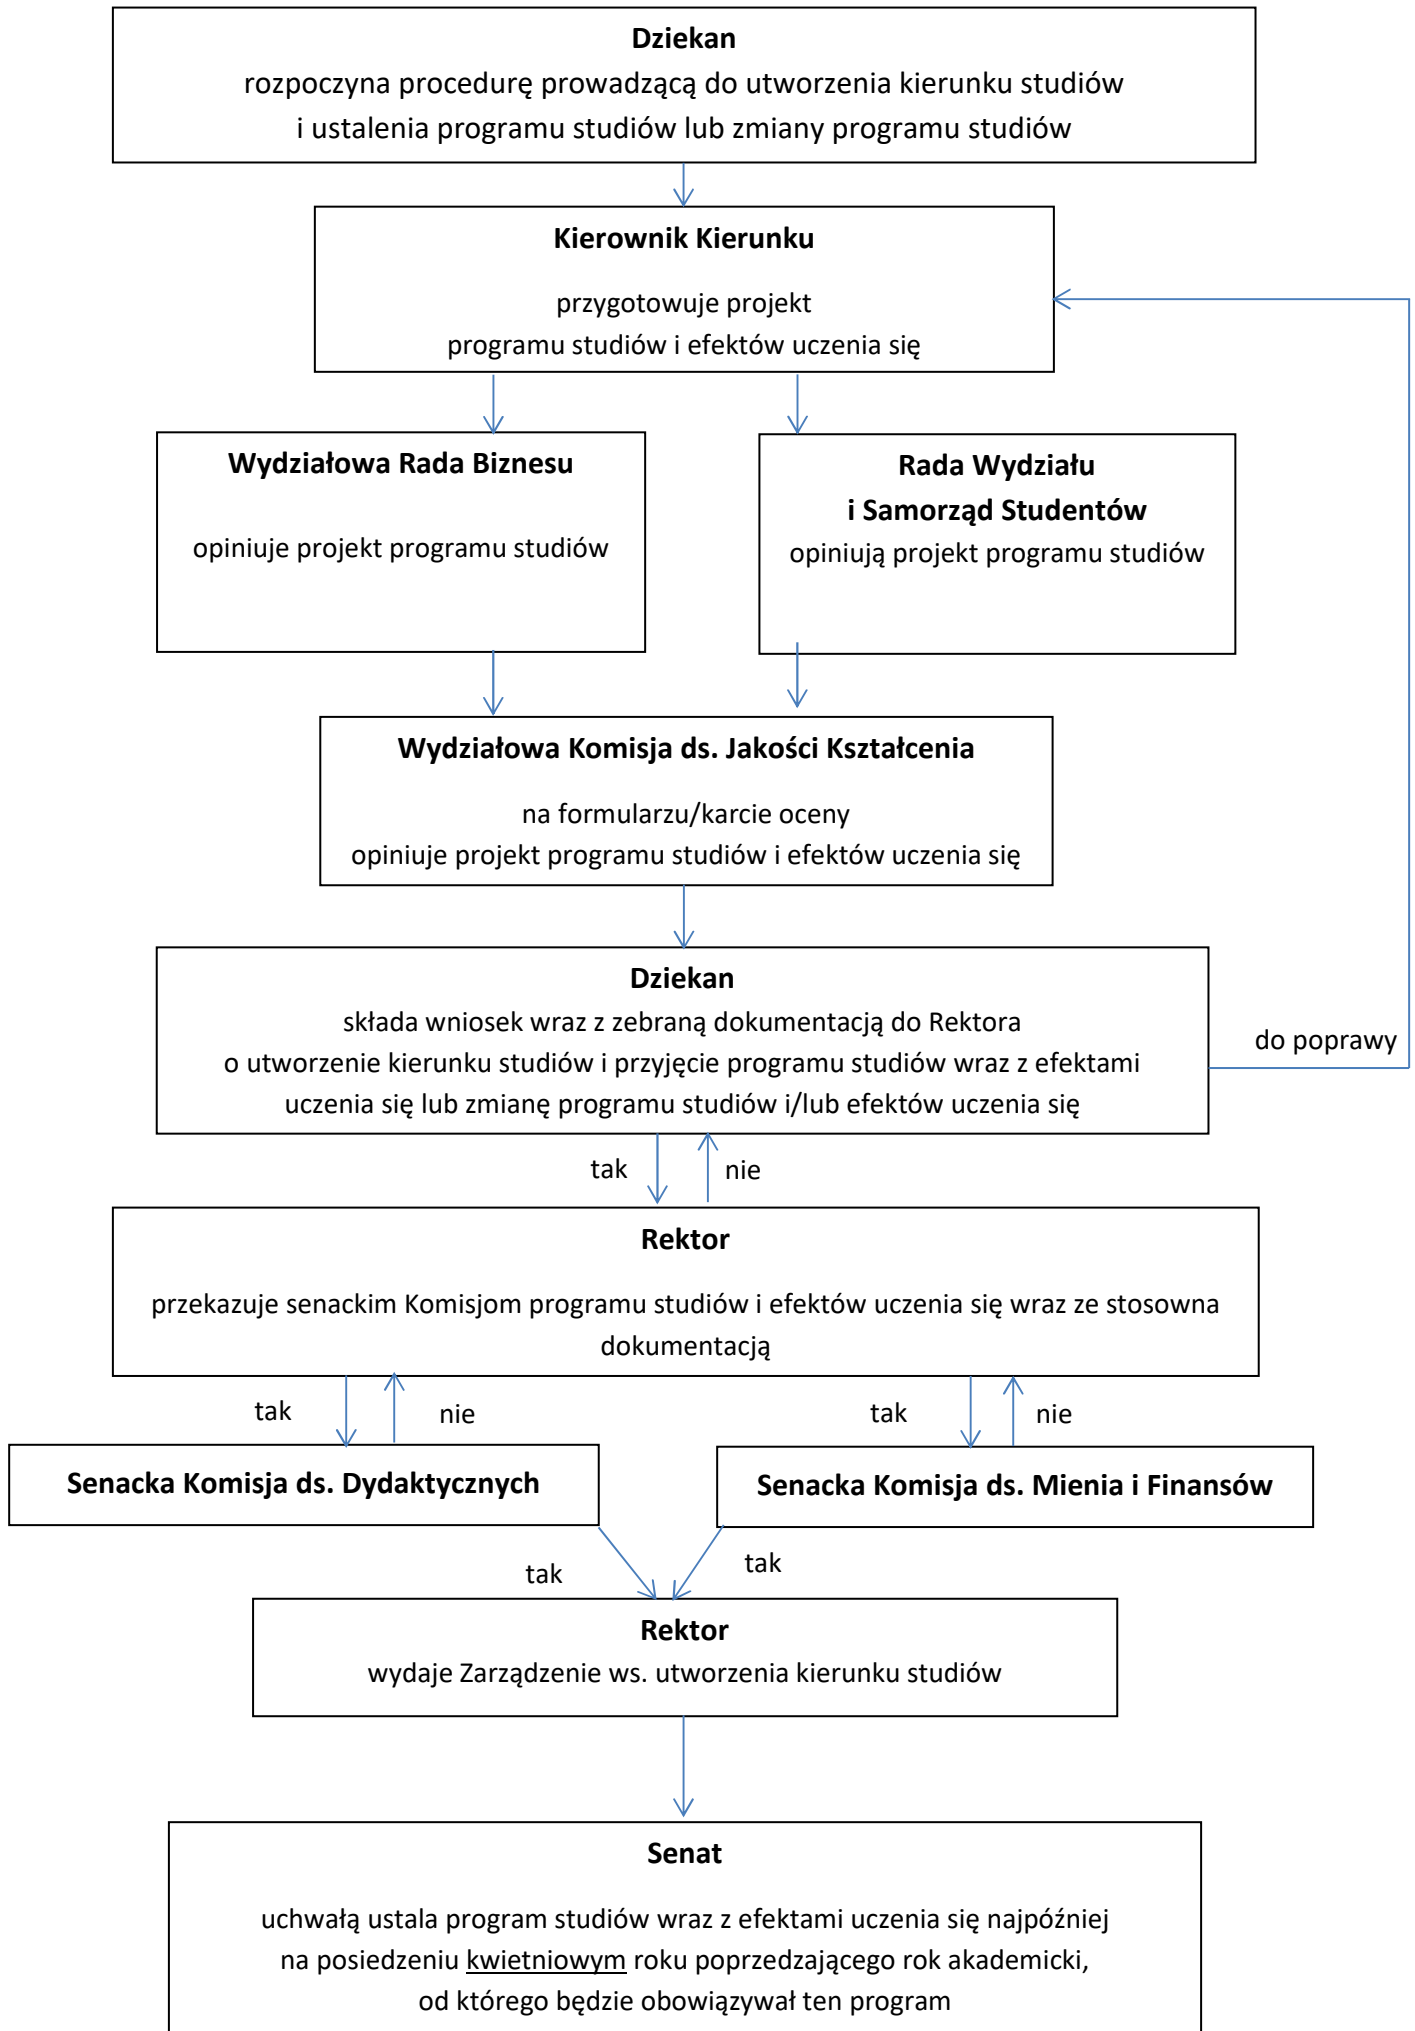 Dziekan
rozpoczyna procedurę prowadzącą do utworzenia kierunku studiów
i ustalenia programu studiów lub zmiany programu studiów
Kierownik Kierunku
przygotowuje projekt
programu studiów i efektów uczenia się
Wydziałowa Rada Biznesu
opiniuje projekt programu studiów
Rada Wydziału
i Samorząd Studentów
opiniują projekt programu studiów
Wydziałowa Komisja ds. Jakości Kształcenia
na formularzu/karcie oceny
opiniuje projekt programu studiów i efektów uczenia się
Dziekan
składa wniosek wraz z zebraną dokumentacją do Rektora
o utworzenie kierunku studiów i przyjęcie programu studiów wraz z efektami
uczenia się lub zmianę programu studiów i/lub efektów uczenia się
do poprawy
tak
nie
Rektor
przekazuje senackim Komisjom programu studiów i efektów uczenia się wraz ze stosowna
dokumentacją
tak
nie
tak
nie
Senacka Komisja ds. Dydaktycznych
Senacka Komisja ds. Mienia i Finansów
tak
tak
Rektor
wydaje Zarządzenie ws. utworzenia kierunku studiów
Senat
uchwałą ustala program studiów wraz z efektami uczenia się najpóźniej
na posiedzeniu kwietniowym roku poprzedzającego rok akademicki,
od którego będzie obowiązywał ten program